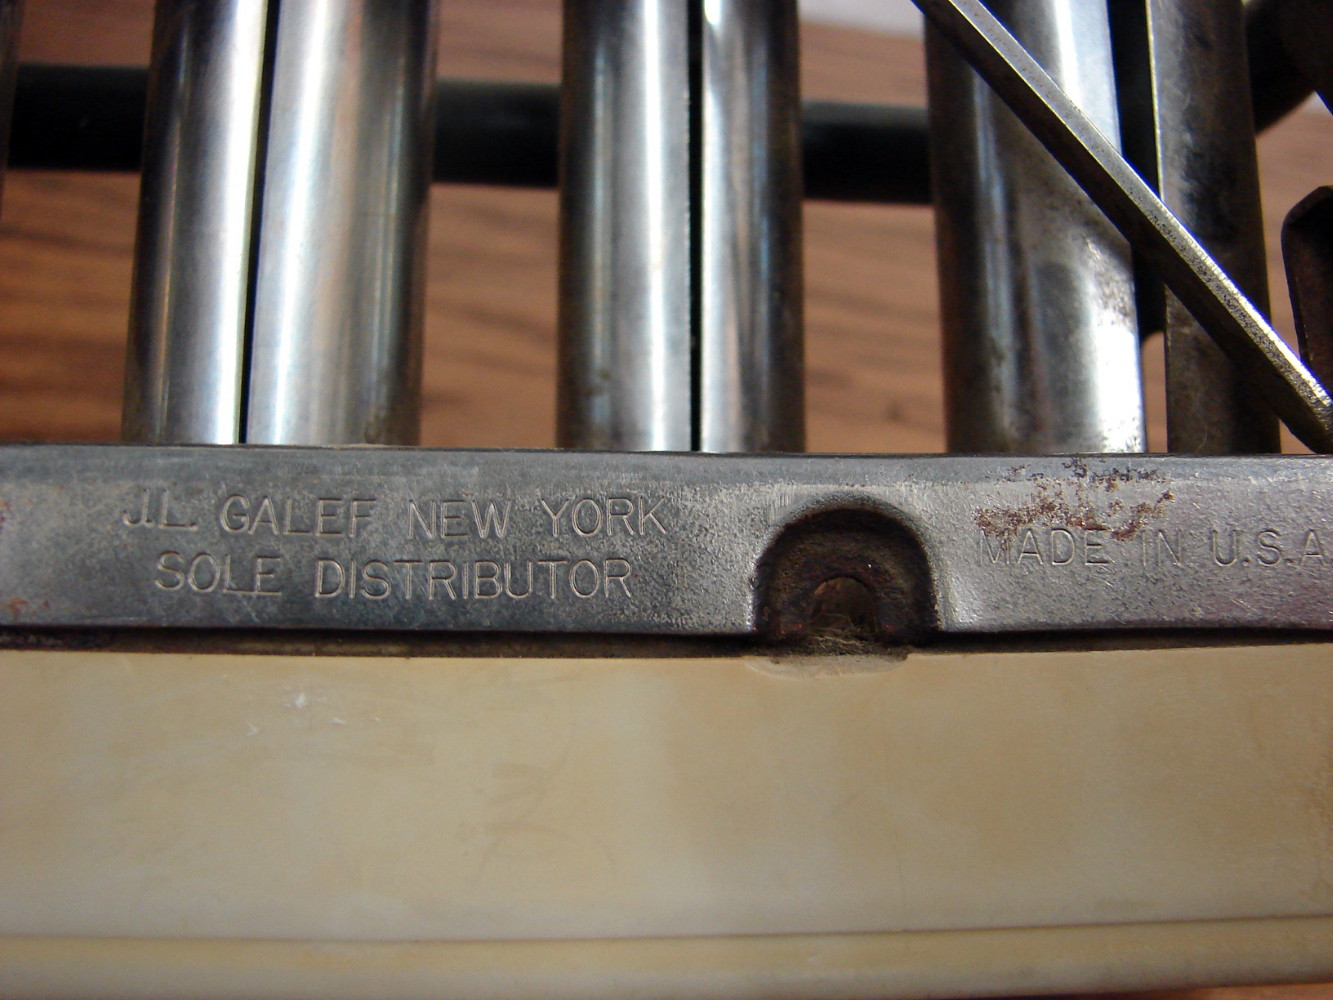 J.L. GALEF NEW YORK
SOLE DISTRIBUTOR
MADE IN U.S.A